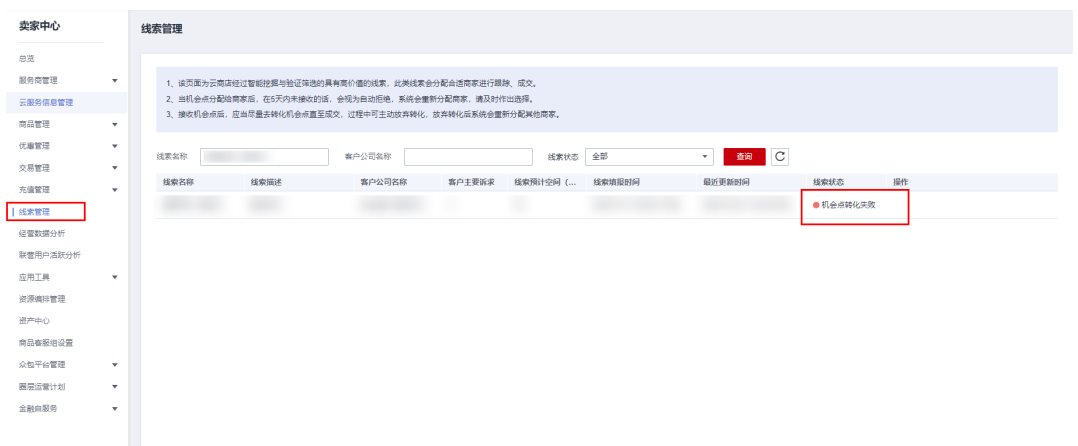 卖家中心
线索管理
总览
服务商管理
云服务信息管理
商品管理
优惠管理
交易管理
充值管理
线索管理
经营数据分析
联营用户活跃分析
应用工具
资源编排管理
资产中心
商品客服组设置
众包平台管理
圈层运营计划
金融自服务
1、该页面为云商店经过智能挖掘与验证筛选的具有高价值的线索，此类线索会分配合适商家进行跟踪、成交。
2、当机会点分配给商家后，在5天内未接收的话，会视为自动拒绝，系统会重新分配商家，请及时作出选择。
3、接收机会点后，应当尽量去转化机会点直至成交，过程中可主动放弃转化，放弃转化后系统会重新分配其他商家。
线索名称 客户公司名称 线索状态 全部 查询
线索名称 线索描述 客户公司名称 客户主要诉求 线索预计空间 (... 线索填报时间 最近更新时间 线索状态 操作
机会点转化失败